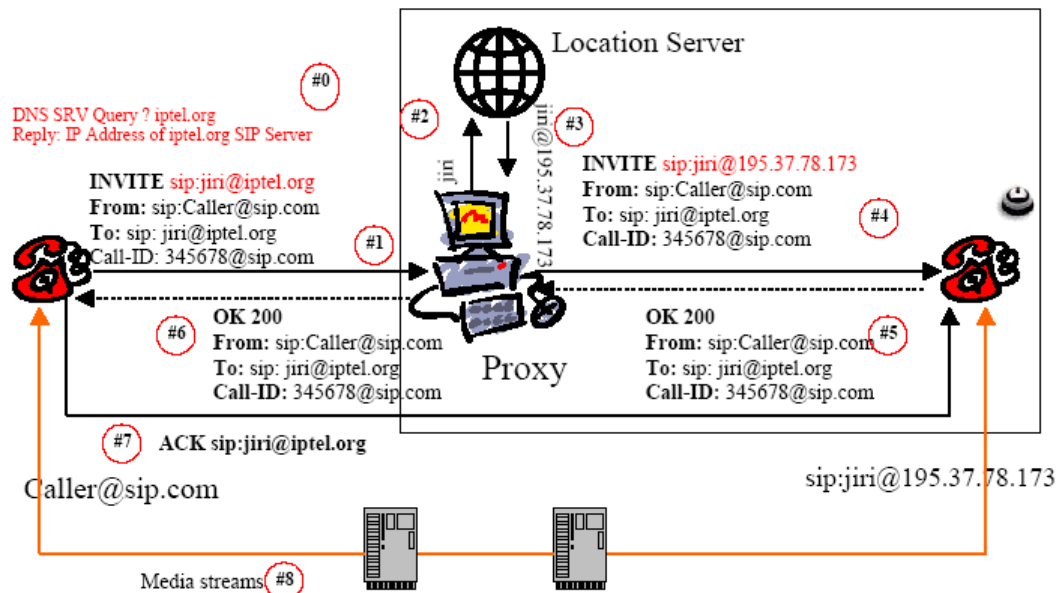 Location Server
#0
DNS SRV Query ? iptel.org
Reply: IP Address of iptel.org SIP Server
#2
#3
jiri
jiri@195.37.78.173
INVITE sip:jiri@iptel.org
From: sip:Caller@sip.com
To: sip: jiri@iptel.org
Call-ID: 345678@sip.com
#1
INVITE sip:jiri@195.37.78.173
From: sip:Caller@sip.com
To: sip: jiri@iptel.org
Call-ID: 345678@sip.com
#4
#6
OK 200
From: sip:Caller@sip.com
To: sip: jiri@iptel.org
Call-ID: 345678@sip.com
Proxy
OK 200
From: sip:Caller@sip.com
To: sip: jiri@iptel.org
Call-ID: 345678@sip.com
#5
#7
ACK sip:jiri@iptel.org
Caller@sip.com
sip:jiri@195.37.78.173
Media streams
#8